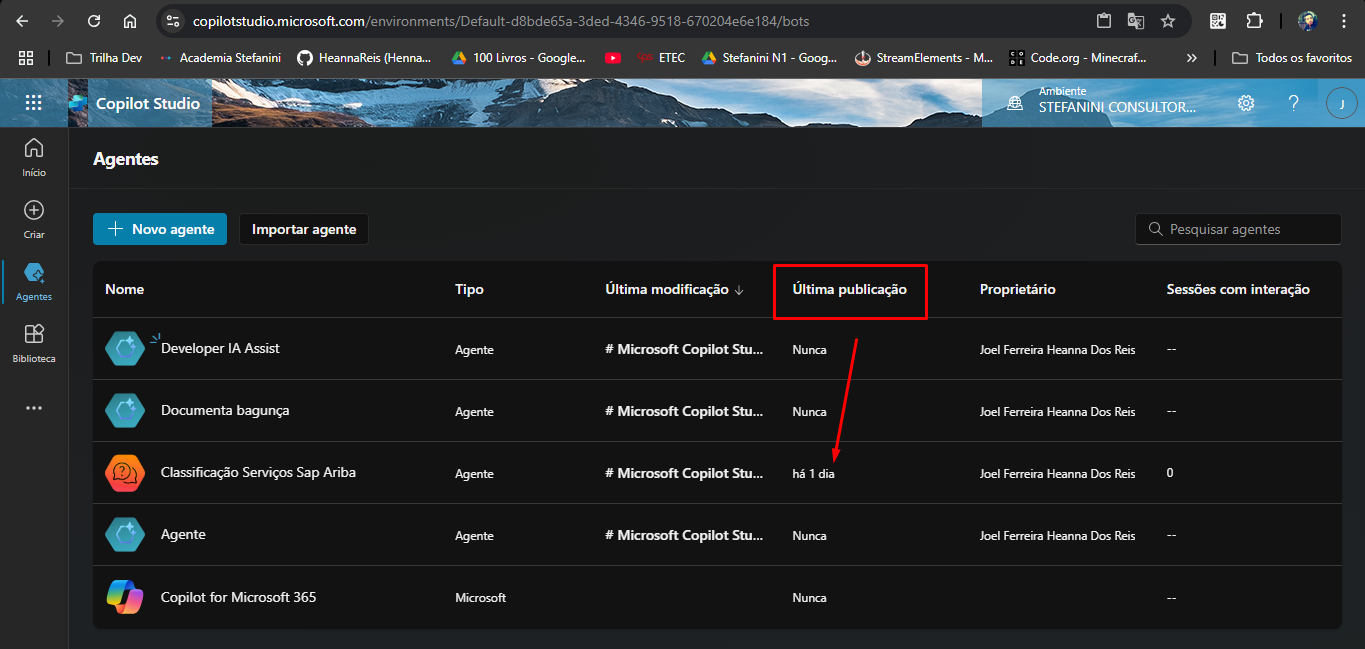 copilotstudio.microsoft.com/environments/Default-d8bde65a-3ded-4346-9518-670204e6e184/bots
Trilha Dev Academia Stefanini HeannaReis (Henna... 100 Livros - Google... ETEC Stefanini N1 - Goog... StreamElements - M... Code.org - Minecraf... » Todos os favoritos
Copilot Studio
Ambiente
STEFANINI CONSULTOR...
?
J
Início
Criar
Agentes
Biblioteca
Agentes
Novo agente Importar agente Pesquisar agentes
Nome Tipo Última modificação ↓ Última publicação Proprietário Sessões com interação
Developer IA Assist Agente # Microsoft Copilot Stu... Nunca Joel Ferreira Heanna Dos Reis --
Documenta bagunça Agente # Microsoft Copilot Stu... Nunca Joel Ferreira Heanna Dos Reis --
Classificação Serviços Sap Ariba Agente # Microsoft Copilot Stu... há 1 dia Joel Ferreira Heanna Dos Reis 0
Agente Agente # Microsoft Copilot Stu... Nunca Joel Ferreira Heanna Dos Reis --
Copilot for Microsoft 365 Microsoft Nunca --